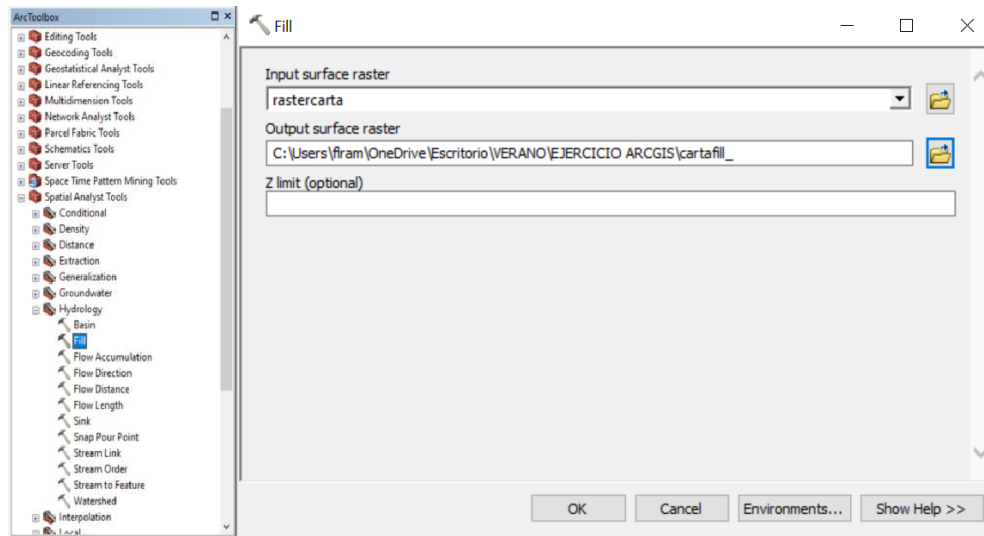 ArcToolbox
Editing Tools
Geocoding Tools
Geostatistical Analyst Tools
Linear Referencing Tools
Multidimension Tools
Network Analyst Tools
Parcel Fabric Tools
Schematics Tools
Server Tools
Space Time Pattern Mining Tools
Spatial Analyst Tools
Conditional
Density
Distance
Extraction
Generalization
Groundwater
Hydrology
Basin
Fill
Flow Accumulation
Flow Direction
Flow Distance
Flow Length
Sink
Snap Pour Point
Stream Link
Stream Order
Stream to Feature
Watershed
Interpolation
Local
Fill
Input surface raster
rastercarta
Output surface raster
C:\Users\flram\OneDrive\Escritorio\VERANO\EJERCICIO ARCGIS\cartafill_
Z limit (optional)
OK Cancel Environments... Show Help >>